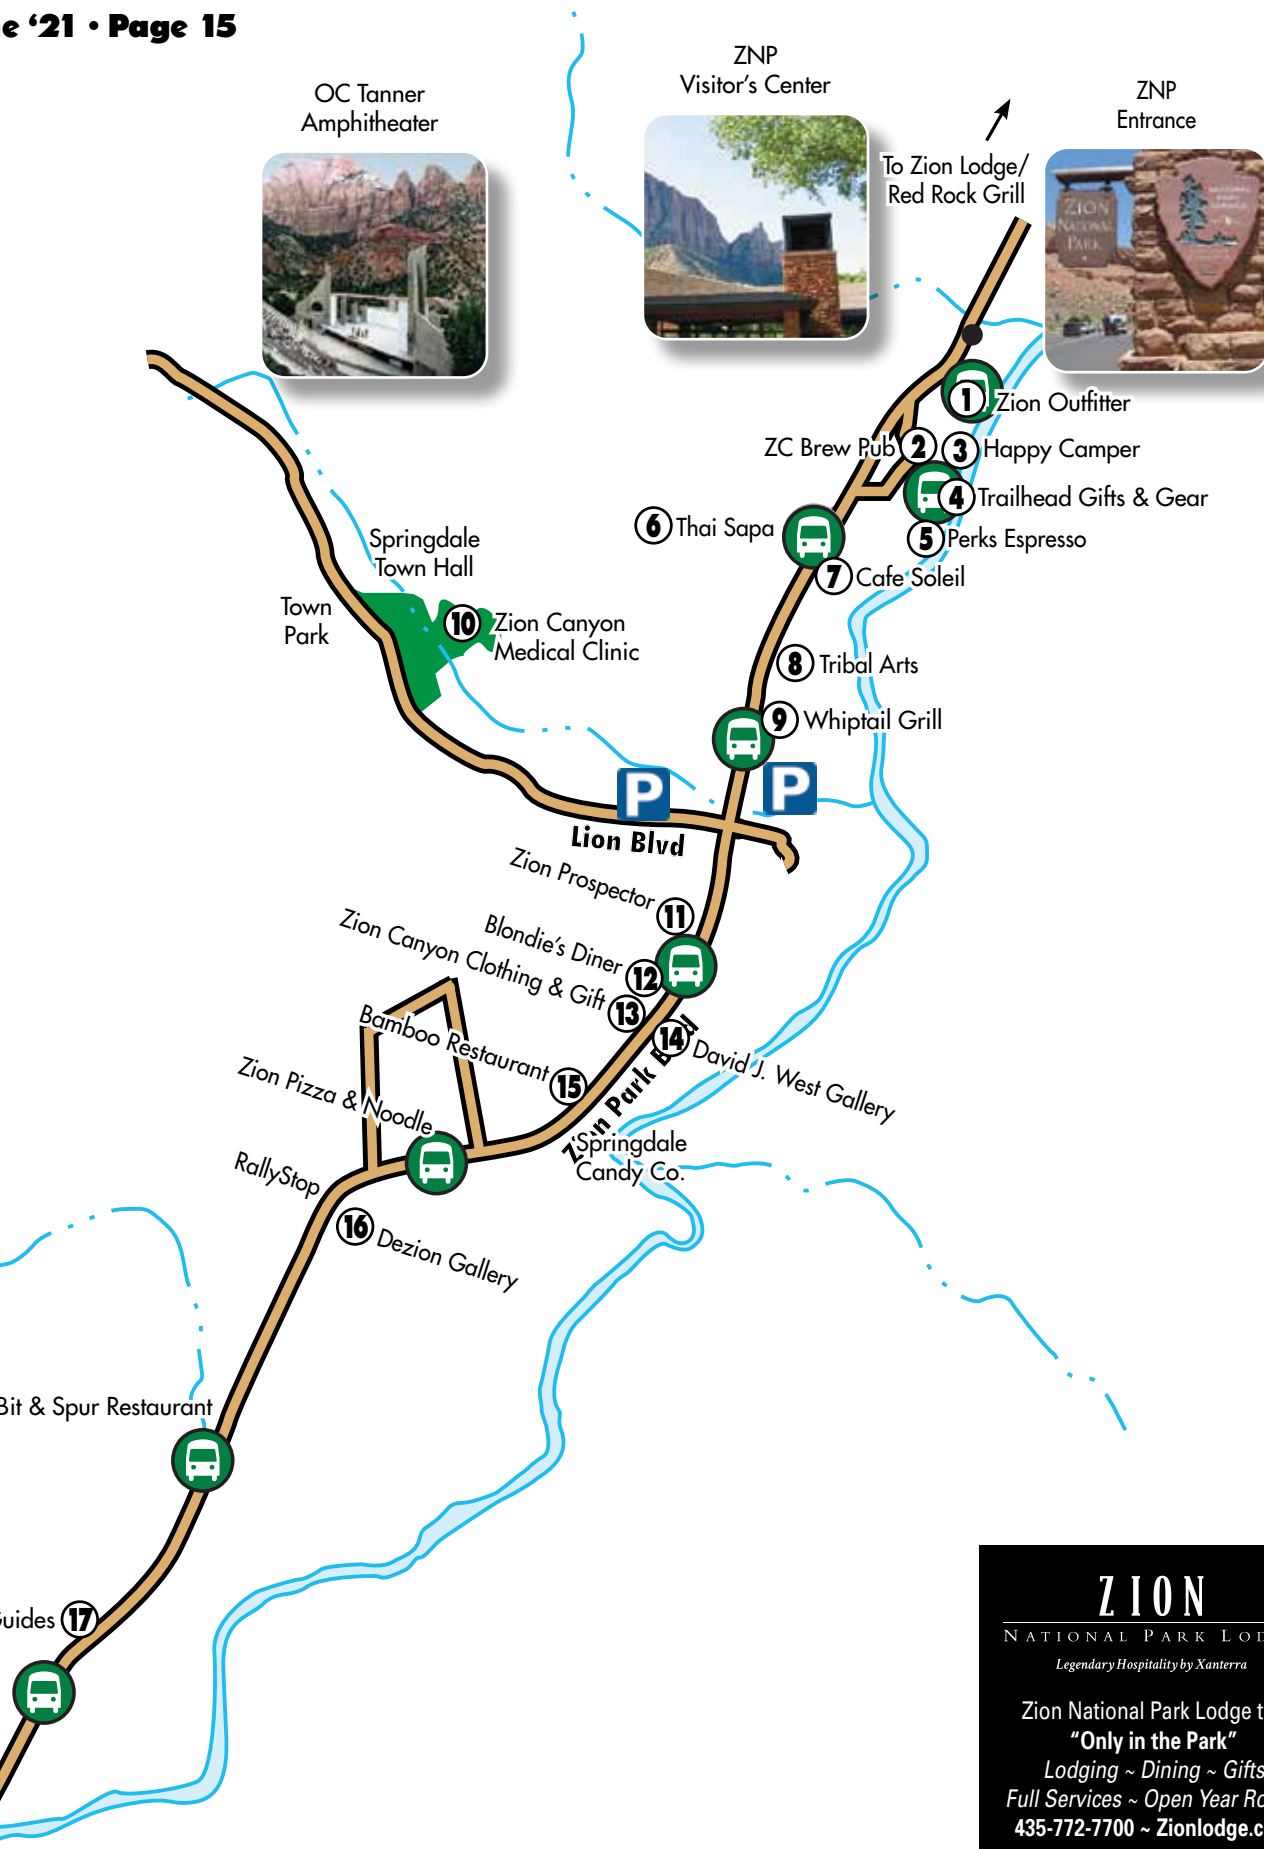 e ‘21 • Page 15
OC Tanner
Amphitheater
ZNP
Visitor’s Center
ZNP
Entrance
To Zion Lodge/
Red Rock Grill
ZION
NATIONAL
PARK
1 Zion Outfitter
ZC Brew Pub 2
3 Happy Camper
4 Trailhead Gifts & Gear
5 Perks Espresso
6 Thai Sapa
7 Cafe Soleil
Springdale
Town Hall
Town
Park
10 Zion Canyon
Medical Clinic
8 Tribal Arts
9 Whiptail Grill
P
P
Lion Blvd
Zion Prospector 11
Blondie’s Diner 12
Zion Canyon Clothing & Gift 13
14 David J. West Gallery
Zion Park Blvd
Bamboo Restaurant 15
Zion Pizza & Noodle
Springdale
Candy Co.
RallyStop
16 Dezion Gallery
Bit & Spur Restaurant
Guides 17
ZION
NATIONAL PARK LOD
Legendary Hospitality by Xanterra
Zion National Park Lodge t
“Only in the Park”
Lodging ~ Dining ~ Gifts
Full Services ~ Open Year Ro
435-772-7700 ~ Zionlodge.c